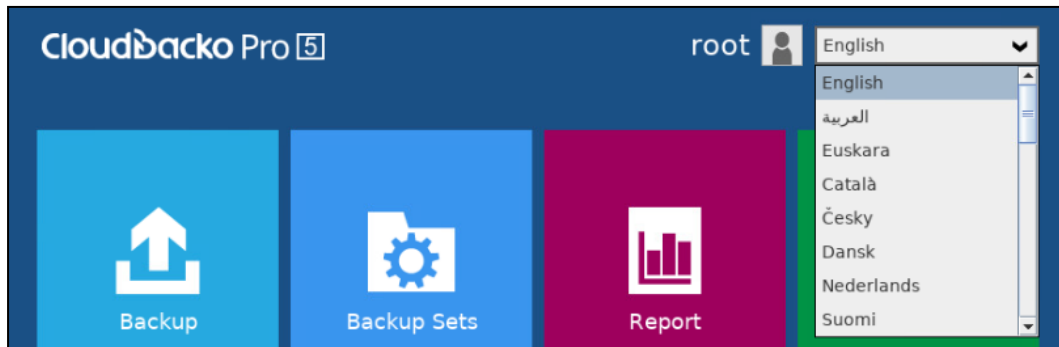 CloudBacko Pro 5
root
English
English
العربية
Euskara
Català
Česky
Dansk
Nederlands
Suomi
Backup
Backup Sets
Report